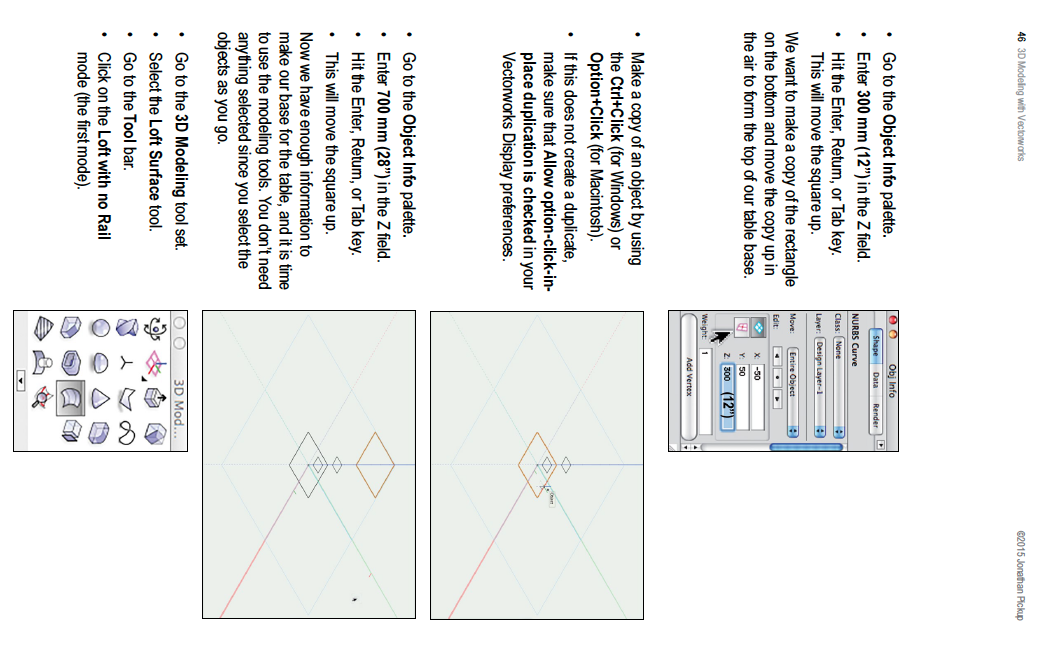 46 3D Modeling with Vectorworks
• Go to the Object Info palette.
• Enter 300 mm (12”) in the Z field.
• Hit the Enter, Return, or Tab key.
This will move the square up.
We want to make a copy of the rectangle
on the bottom and move the copy up in
the air to form the top of our table base.
Obj Info
Shape Data Render
NURBS Curve
Class: None
Layer: Design Layer-1
Move: Entire Object
Edit:
X: -50
Y: 50
Z: 300 (12”)
Weight: 1
Add Vertex
• Make a copy of an object by using
the Ctrl+Click (for Windows) or
Option+Click (for Macintosh).
• If this does not create a duplicate,
make sure that Allow option-click-in-
place duplication is checked in your
Vectorworks Display preferences.
• Go to the Object Info palette.
• Enter 700 mm (28”) in the Z field.
• Hit the Enter, Return, or Tab key.
• This will move the square up.
Now we have enough information to
make our base for the table, and it is time
to use the modeling tools. You don’t need
anything selected since you select the
objects as you go.
• Go to the 3D Modeling tool set.
• Select the Loft Surface tool.
• Go to the Tool bar.
• Click on the Loft with no Rail
mode (the first mode).
3D Mod...
©2015 Jonathan Pickup